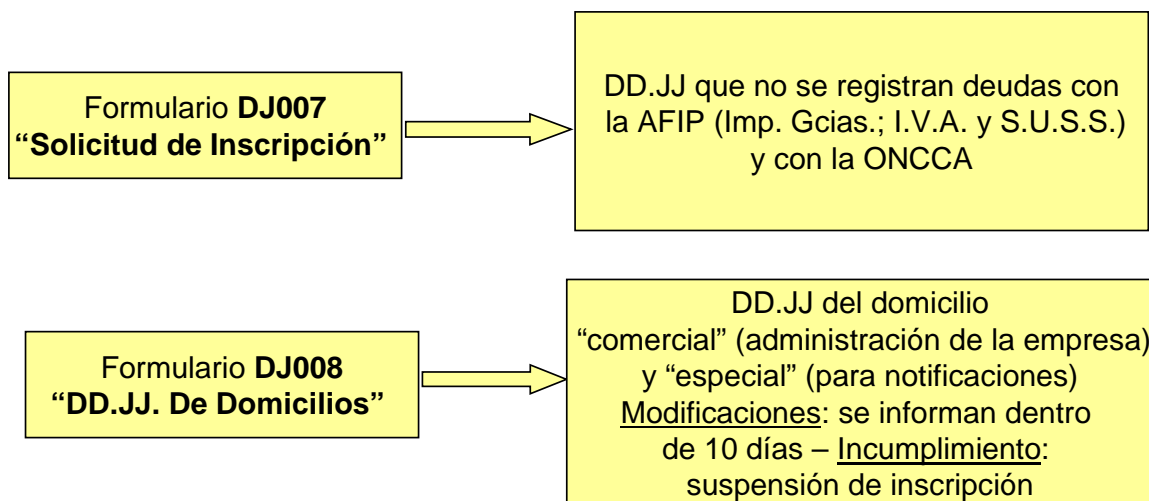 Formulario DJ007
“Solicitud de Inscripción”
DD.JJ que no se registran deudas con
la AFIP (Imp. Gcias.; I.V.A. y S.U.S.S.)
y con la ONCCA
Formulario DJ008
“DD.JJ. De Domicilios”
DD.JJ del domicilio
“comercial” (administración de la empresa)
y “especial” (para notificaciones)
Modificaciones: se informan dentro
de 10 días – Incumplimiento:
suspensión de inscripción